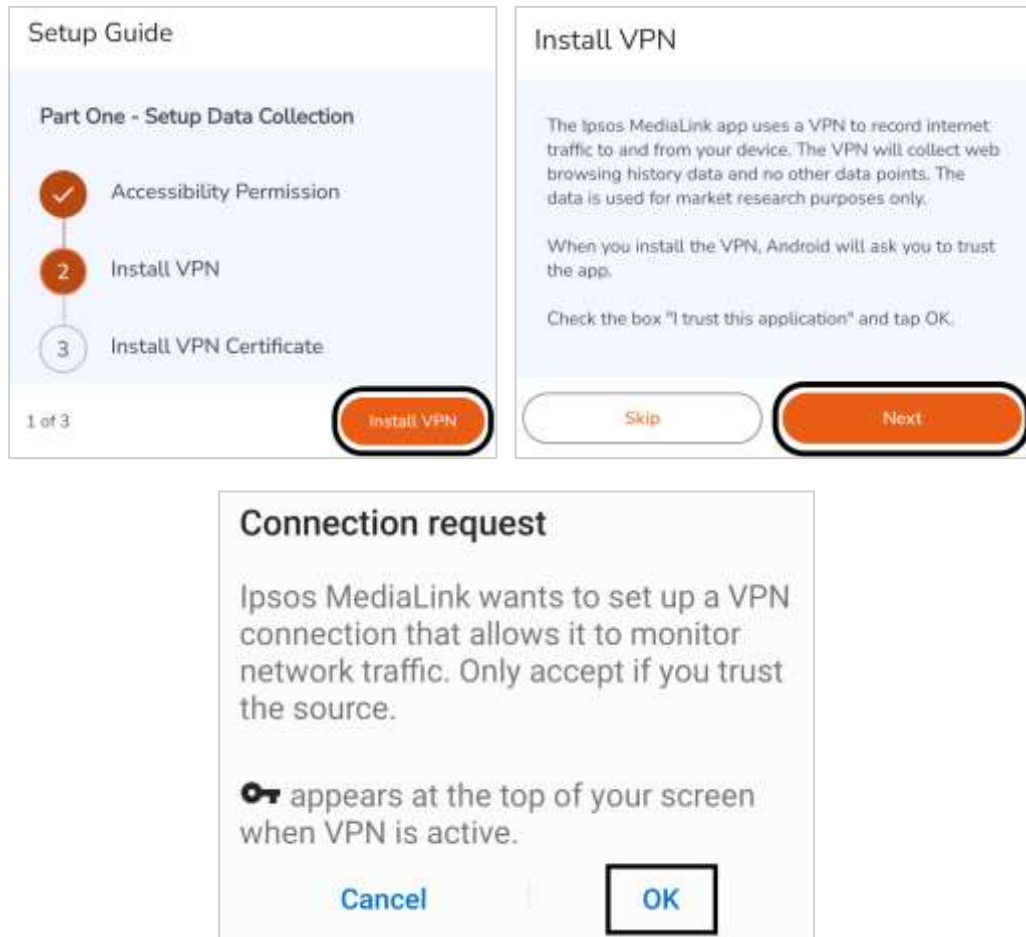 Setup Guide
Part One - Setup Data Collection
Accessibility Permission
2
Install VPN
3
Install VPN Certificate
1 of 3
Install VPN
Install VPN
The Ipsos MediaLink app uses a VPN to record internet
traffic to and from your device. The VPN will collect web
browsing history data and no other data points. The
data is used for market research purposes only.
When you install the VPN, Android will ask you to trust
the app.
Check the box "I trust this application" and tap OK.
Skip
Next
Connection request
Ipsos MediaLink wants to set up a VPN
connection that allows it to monitor
network traffic. Only accept if you trust
the source.
appears at the top of your screen
when VPN is active.
Cancel
OK